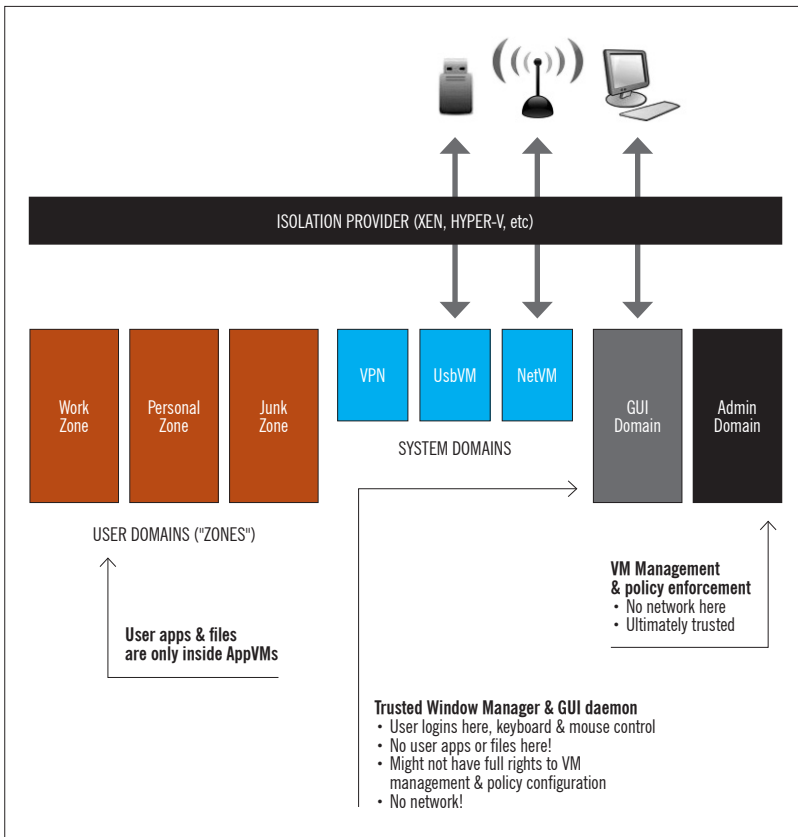 ISOLATION PROVIDER (XEN, HYPER-V, etc)
Work
Zone
Personal
Zone
Junk
Zone
VPN
UsbVM
NetVM
GUI
Domain
Admin
Domain
SYSTEM DOMAINS
USER DOMAINS ("ZONES")
VM Management
& policy enforcement
• No network here
• Ultimately trusted
User apps & files
are only inside AppVMs
Trusted Window Manager & GUI daemon
• User logins here, keyboard & mouse control
• No user apps or files here!
• Might not have full rights to VM
management & policy configuration
• No network!